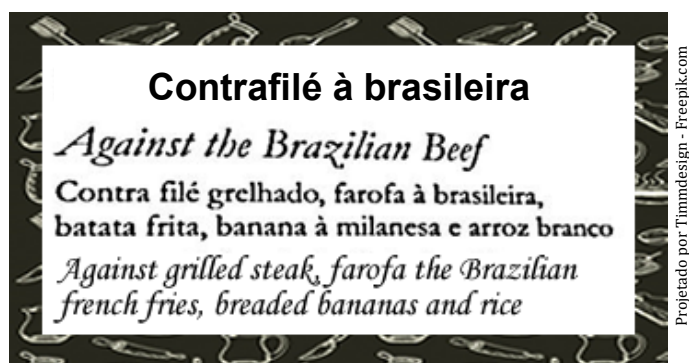 Contrafilé à brasileira
Against the Brazilian Beef
Contra filé grelhado, farofa à brasileira,
batata frita, banana à milanesa e arroz branco
Against grilled steak, farofa the Brazilian
french fries, breaded bananas and rice
Projetado por Timmdesign - Freepik.com